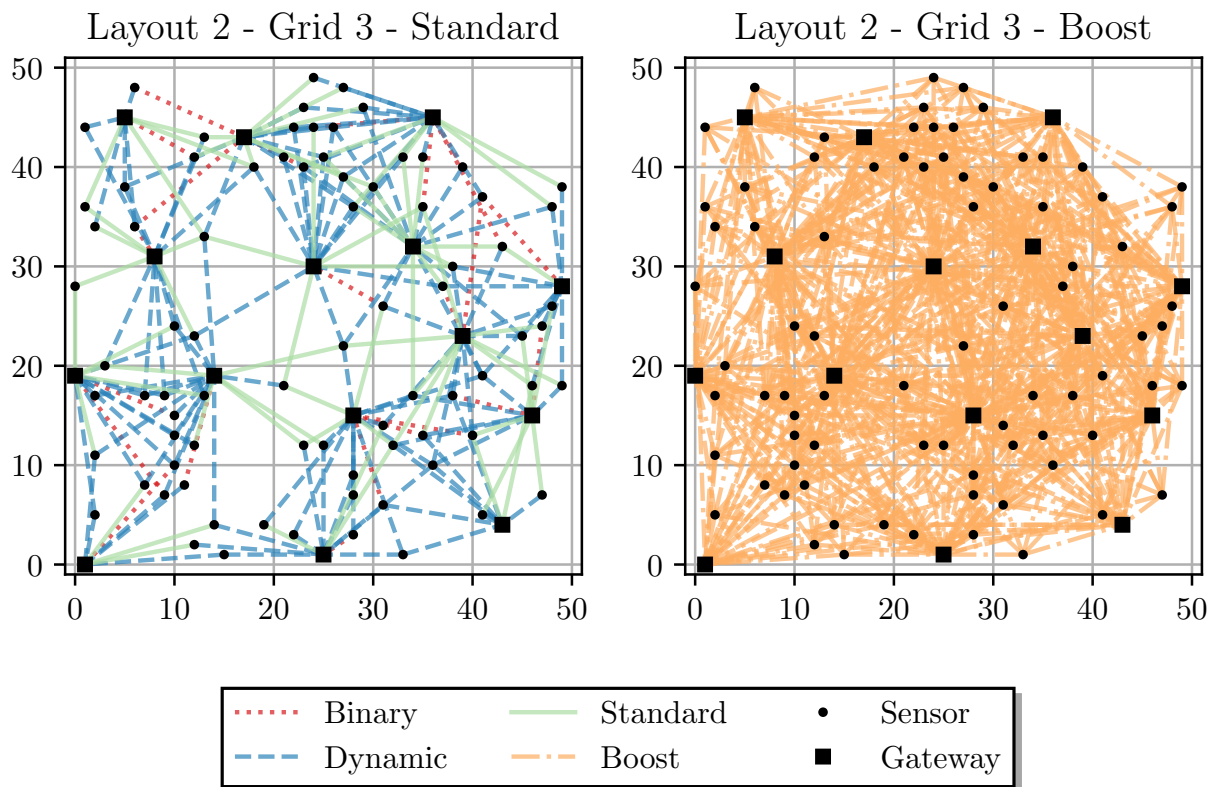 Layout 2 - Grid 3 - Standard
Layout 2 - Grid 3 - Boost
50
40
30
20
10
0
0 10 20 30 40 50
50
40
30
20
10
0
0 10 20 30 40 50
Binary Standard Sensor
Dynamic Boost Gateway